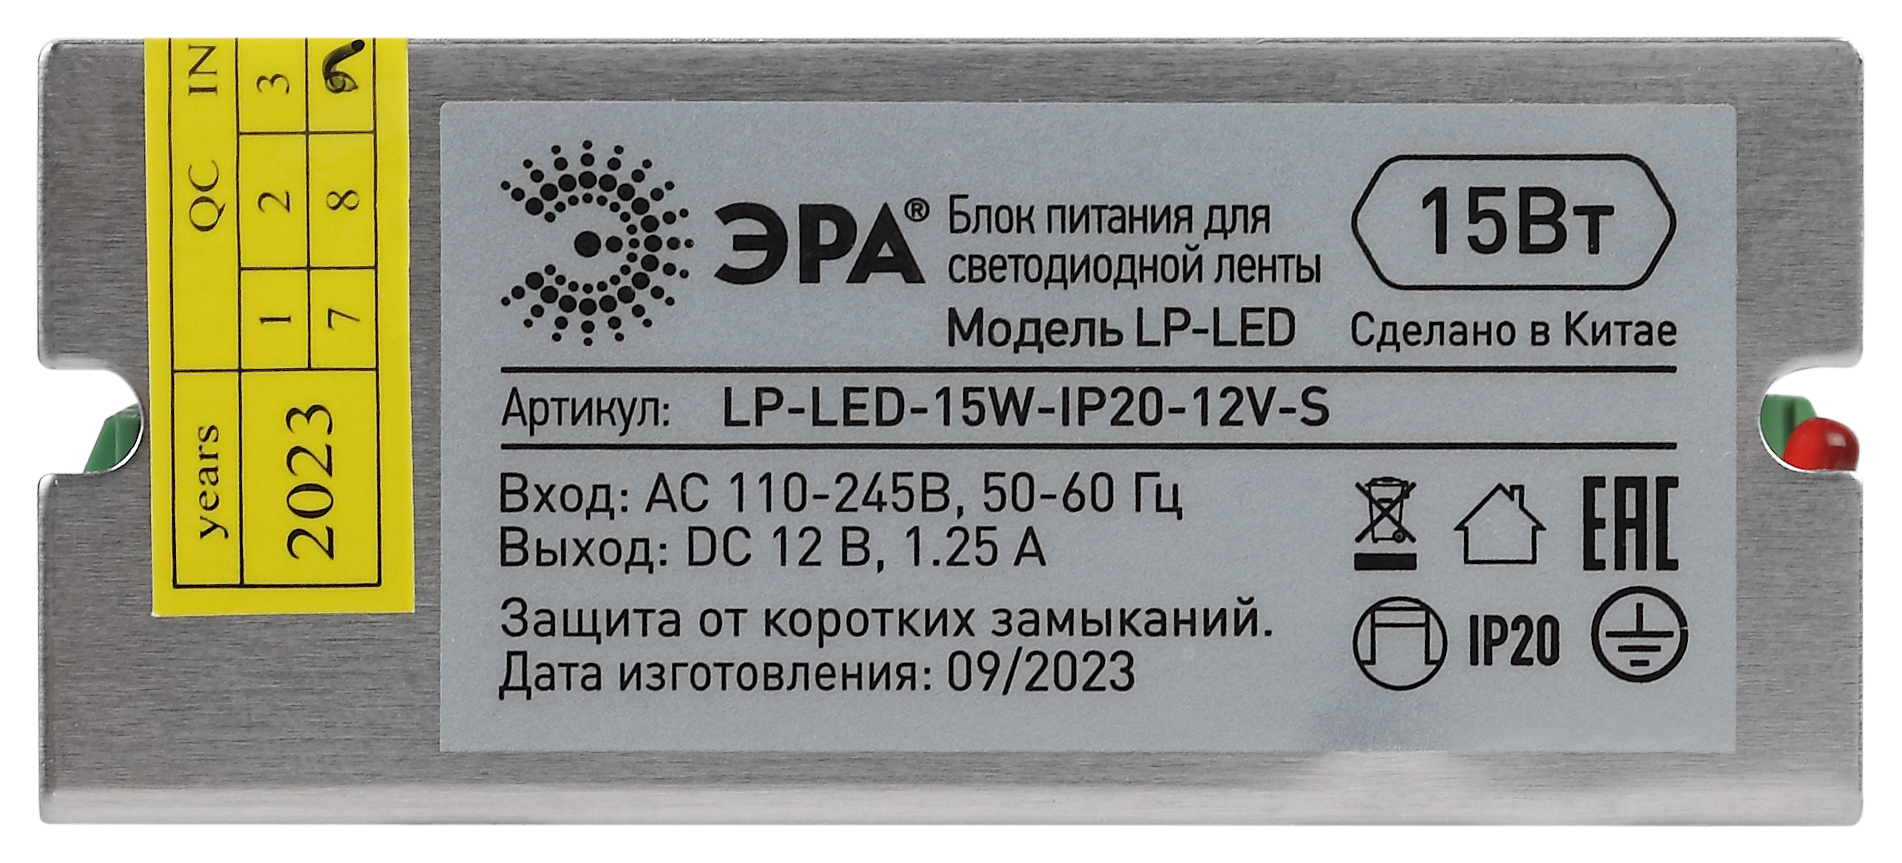 ЭРА®
Блок питания для
светодиодной ленты
Модель LP-LED
15Вт
Сделано в Китае
Артикул: LP-LED-15W-IP20-12V-S
Вход: AC 110-245В, 50-60 Гц
Выход: DC 12 В, 1.25 А
Защита от коротких замыканий.
Дата изготовления: 09/2023
EAC
IP20
years QC IN
2023
1 2 3
7 8